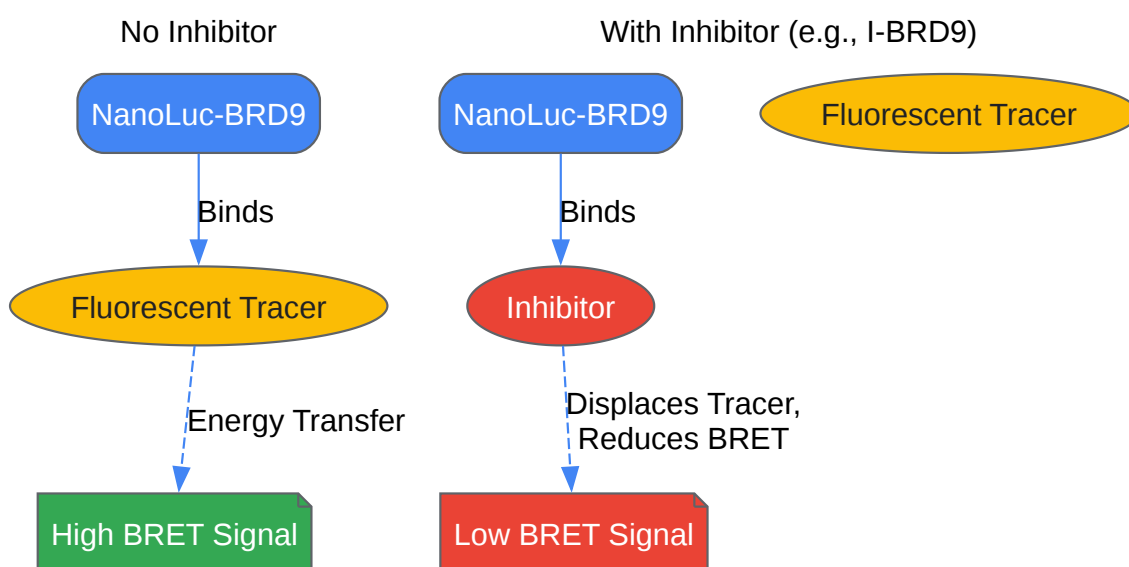 No Inhibitor
NanoLuc-BRD9
Binds
Fluorescent Tracer
Energy Transfer
High BRET Signal
With Inhibitor (e.g., I-BRD9)
NanoLuc-BRD9
Fluorescent Tracer
Binds
Inhibitor
Displaces Tracer,
Reduces BRET
Low BRET Signal